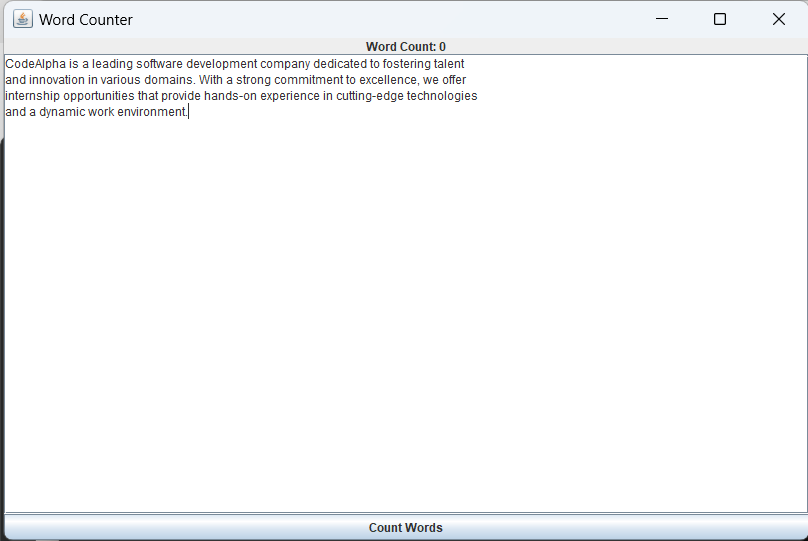 Word Counter
Word Count: 0
CodeAlpha is a leading software development company dedicated to fostering talent
and innovation in various domains. With a strong commitment to excellence, we offer
internship opportunities that provide hands-on experience in cutting-edge technologies
and a dynamic work environment.
Count Words